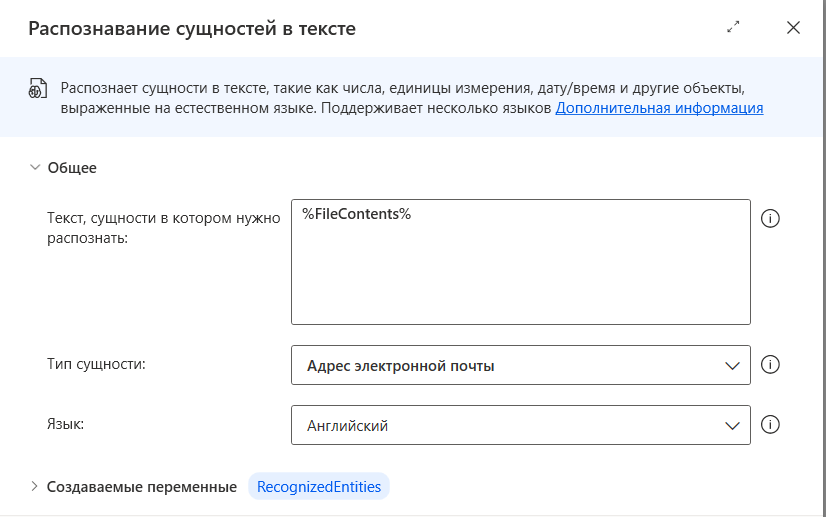 Распознавание сущностей в тексте
Распознает сущности в тексте, такие как числа, единицы измерения, дату/время и другие объекты,
выраженные на естественном языке. Поддерживает несколько языков Дополнительная информация
Общее
Текст, сущности в котором нужно
распознать:
%FileContents%
Тип сущности:
Адрес электронной почты
Язык:
Английский
Создаваемые переменные RecognizedEntities